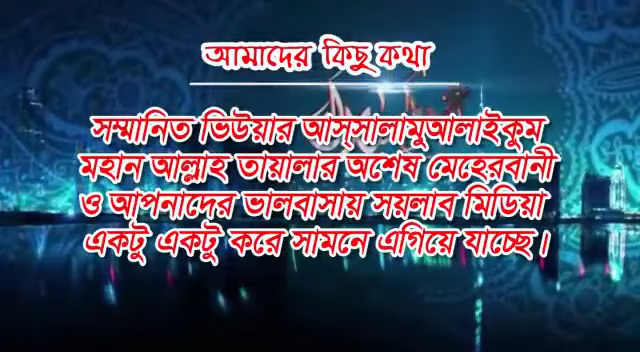 আমাদের কিছু কথা
সম্মানিত ভিউয়ার আস্সালামুআলাইকুম
মহান আল্লাহ তায়ালার অশেষ মেহেরবানী
ও আপনাদের ভালবাসায় সয়লাব মিডিয়া
একটু একটু করে সামনে এগিয়ে যাচ্ছে।